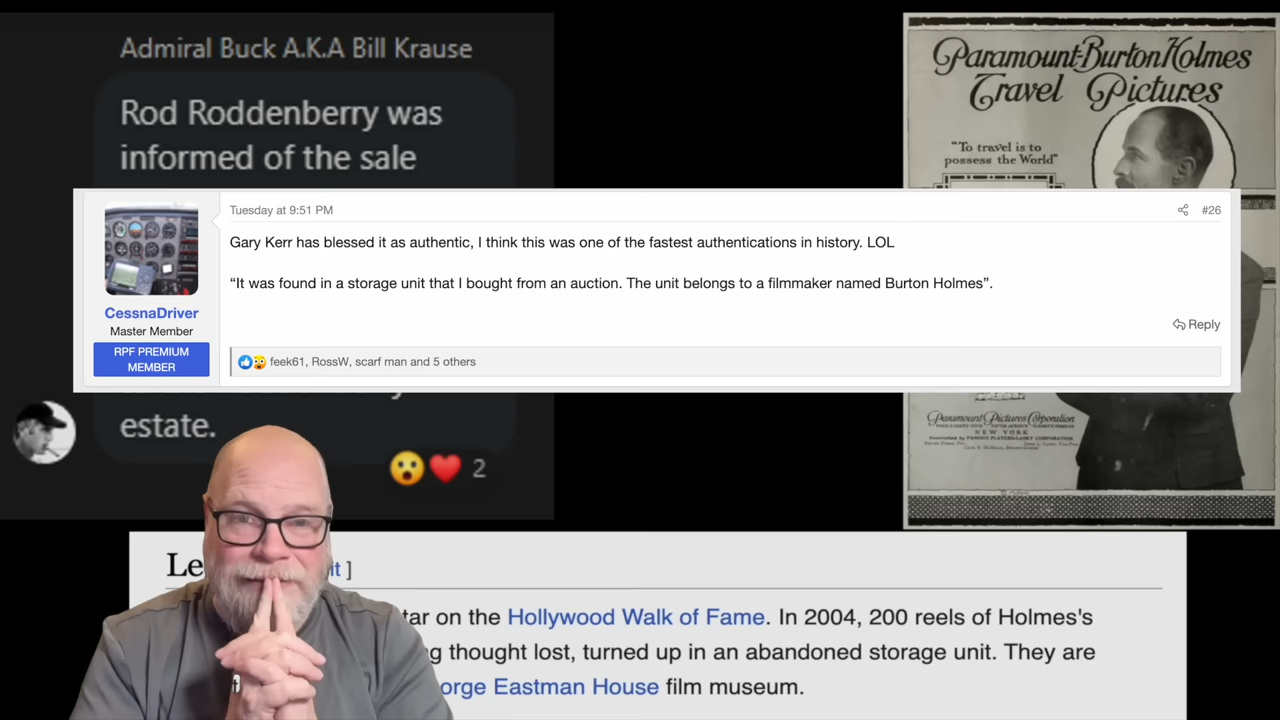 Admiral Buck A.K.A Bill Krause
Rod Roddenberry was
informed of the sale
estate.
2
Paramount-Burton Holmes
Travel Pictures
"To travel is to
possess the World"
Tuesday at 9:51 PM
#26
Gary Kerr has blessed it as authentic, I think this was one of the fastest authentications in history. LOL
“It was found in a storage unit that I bought from an auction. The unit belongs to a filmmaker named Burton Holmes”.
CessnaDriver
Master Member
RPF PREMIUM
MEMBER
Reply
feek61, RossW, scarf man and 5 others
Paramount Pictures Corporation
NEW YORK
Le
it ]
tar on the Hollywood Walk of Fame. In 2004, 200 reels of Holmes's
g thought lost, turned up in an abandoned storage unit. They are
orge Eastman House film museum.